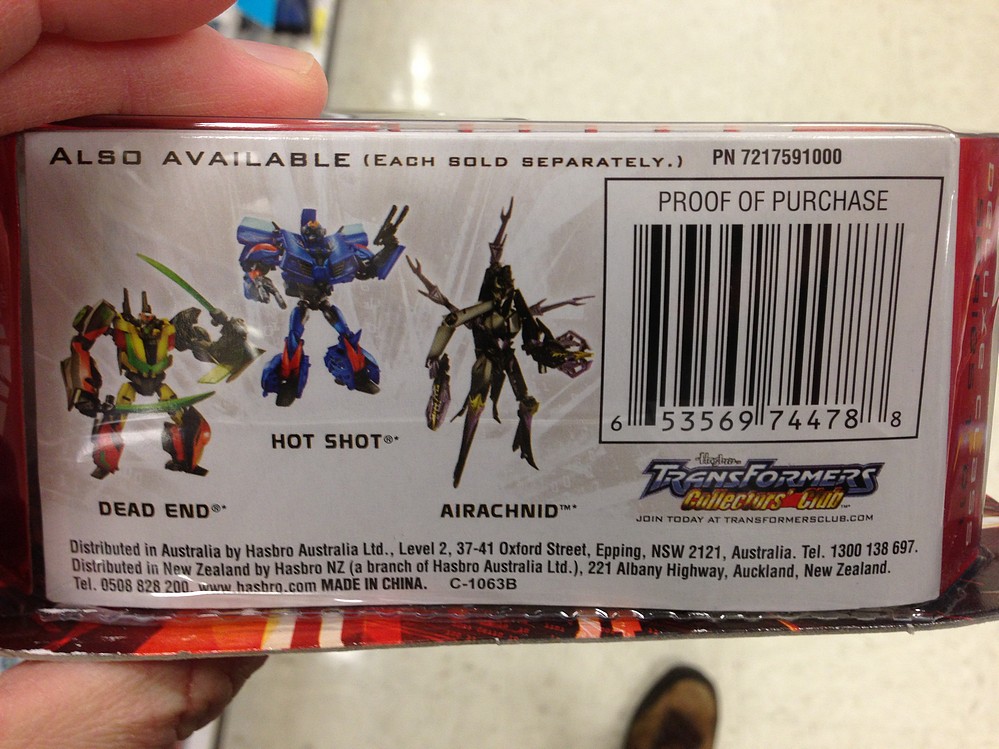 ALSO AVAILABLE (EACH SOLD SEPARATELY.) PN 7217591000
PROOF OF PURCHASE
6 53569 74478 8
HOT SHOT®*
DEAD END®*
AIRACHNID™*
Hasbro
TRANSFORMERS
Collectors' Club™
JOIN TODAY AT TRANSFORMERSCLUB.COM
Distributed in Australia by Hasbro Australia Ltd., Level 2, 37-41 Oxford Street, Epping, NSW 2121, Australia. Tel. 1300 138 697.
Distributed in New Zealand by Hasbro NZ (a branch of Hasbro Australia Ltd.), 221 Albany Highway, Auckland, New Zealand.
Tel. 0508 828 200 www.hasbro.com MADE IN CHINA. C-1063B